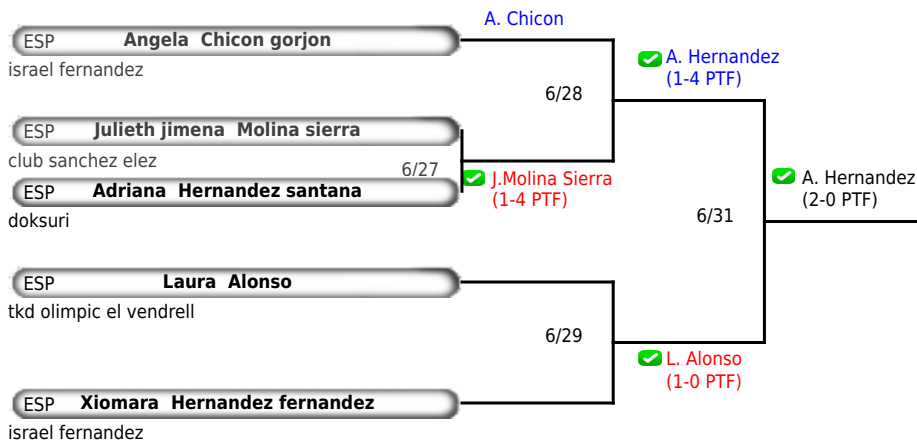 A. Chicon
ESP Angela Chicon gorjon
israel fernandez
A. Hernandez
(1-4 PTF)
6/28
ESP Julieth jimena Molina sierra
club sanchez elez
6/27
ESP Adriana Hernandez santana
doksuri
J.Molina Sierra
(1-4 PTF)
A. Hernandez
(2-0 PTF)
6/31
ESP Laura Alonso
tkd olimpic el vendrell
6/29
L. Alonso
(1-0 PTF)
ESP Xiomara Hernandez fernandez
israel fernandez